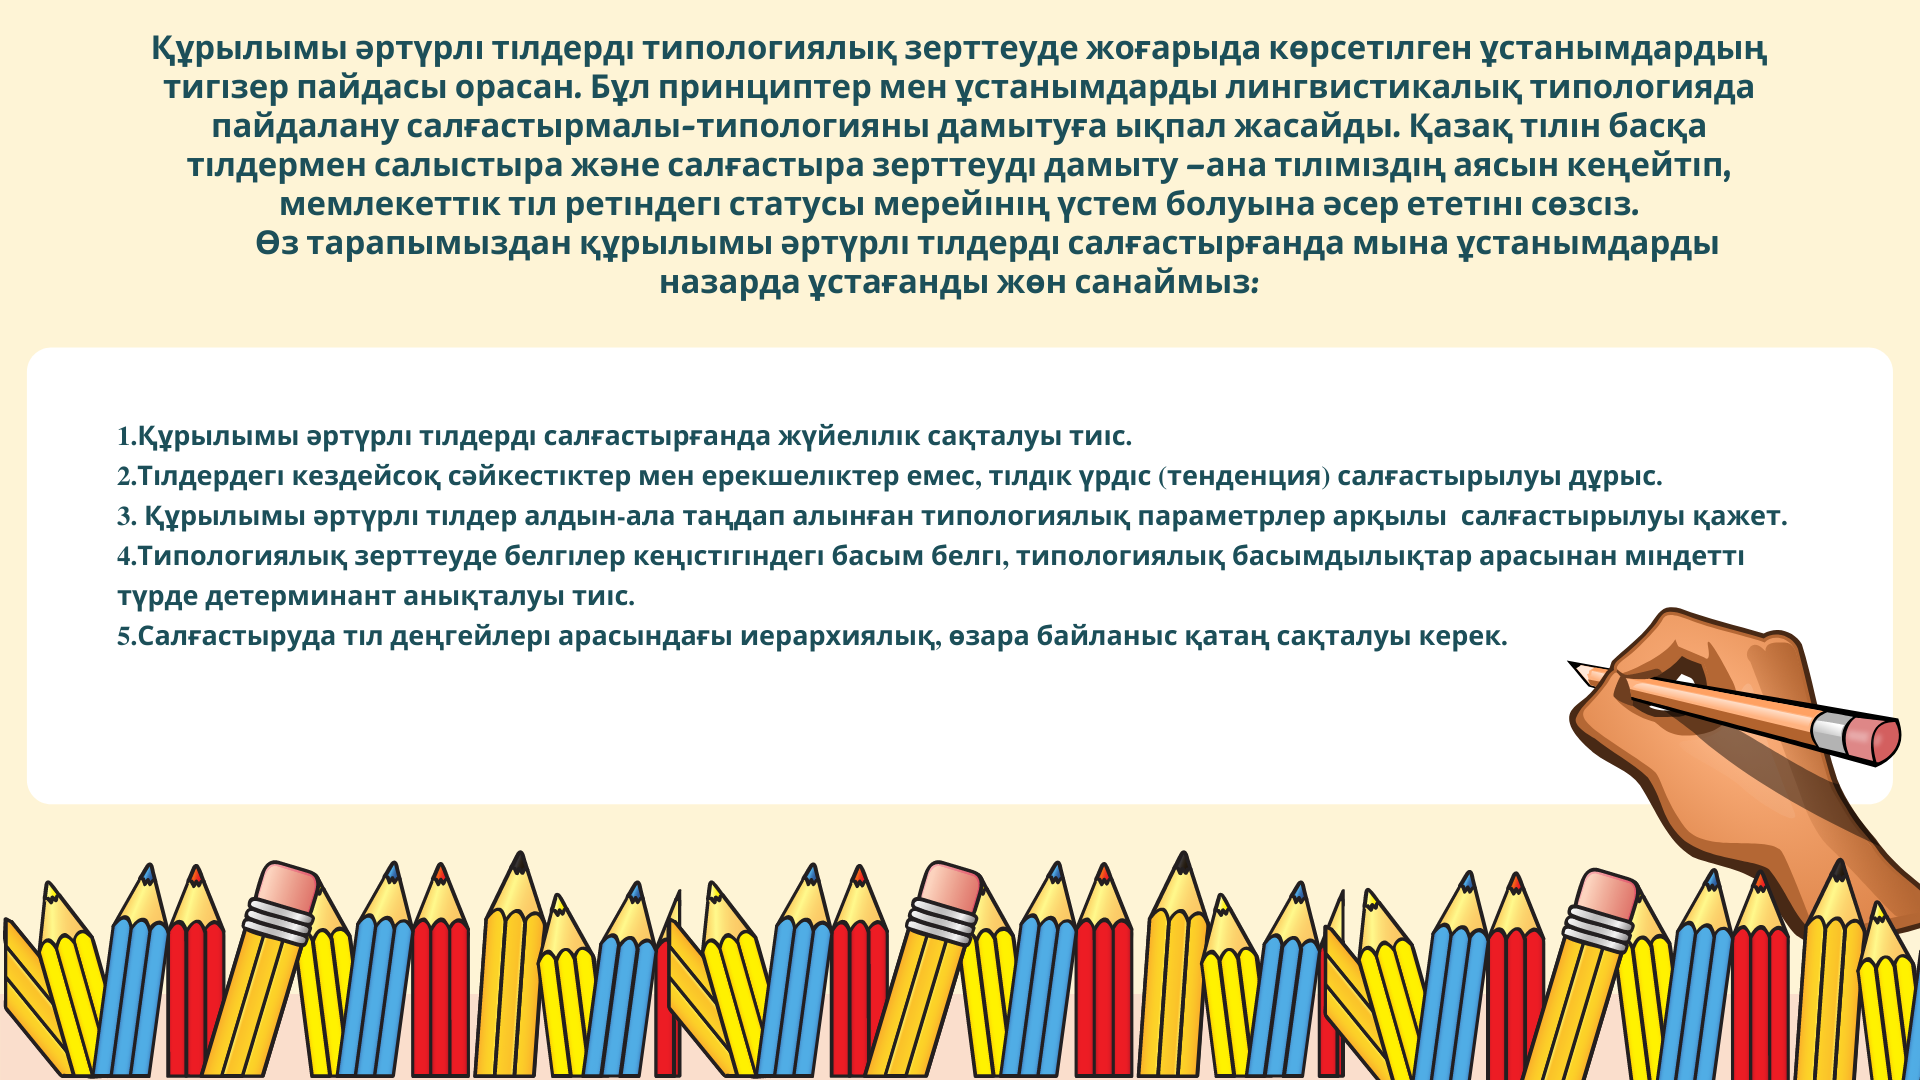 Құрылымы әртүрлі тілдерді типологиялық зерттеуде жоғарыда көрсетілген ұстанымдардың
тигізер пайдасы орасан. Бұл принциптер мен ұстанымдарды лингвистикалық типологияда
пайдалану салғастырмалы-типологияны дамытуға ықпал жасайды. Қазақ тілін басқа
тілдермен салыстыра және салғастыра зерттеуді дамыту –ана тіліміздің аясын кеңейтіп,
мемлекеттік тіл ретіндегі статусы мерейінің үстем болуына әсер ететіні сөзсіз.
Өз тарапымыздан құрылымы әртүрлі тілдерді салғастырғанда мына ұстанымдарды
назарда ұстағанды жөн санаймыз:
1.Құрылымы әртүрлі тілдерді салғастырғанда жүйелілік сақталуы тиіс.
2.Тілдердегі кездейсоқ сәйкестіктер мен ерекшеліктер емес, тілдік үрдіс (тенденция) салғастырылуы дұрыс.
3. Құрылымы әртүрлі тілдер алдын-ала таңдап алынған типологиялық параметрлер арқылы  салғастырылуы қажет.
4.Типологиялық зерттеуде белгілер кеңістігіндегі басым белгі, типологиялық басымдылықтар арасынан міндетті
түрде детерминант анықталуы тиіс.
5.Салғастыруда тіл деңгейлері арасындағы иерархиялық, өзара байланыс қатаң сақталуы керек.